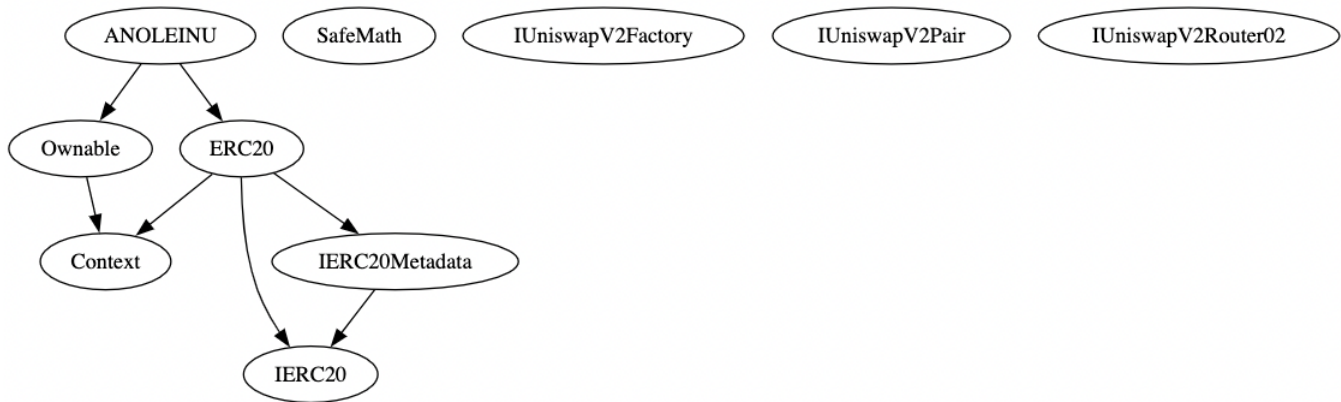 ANOLEINU
SafeMath
IUniswapV2Factory
IUniswapV2Pair
IUniswapV2Router02
Ownable
ERC20
Context
IERC20Metadata
IERC20